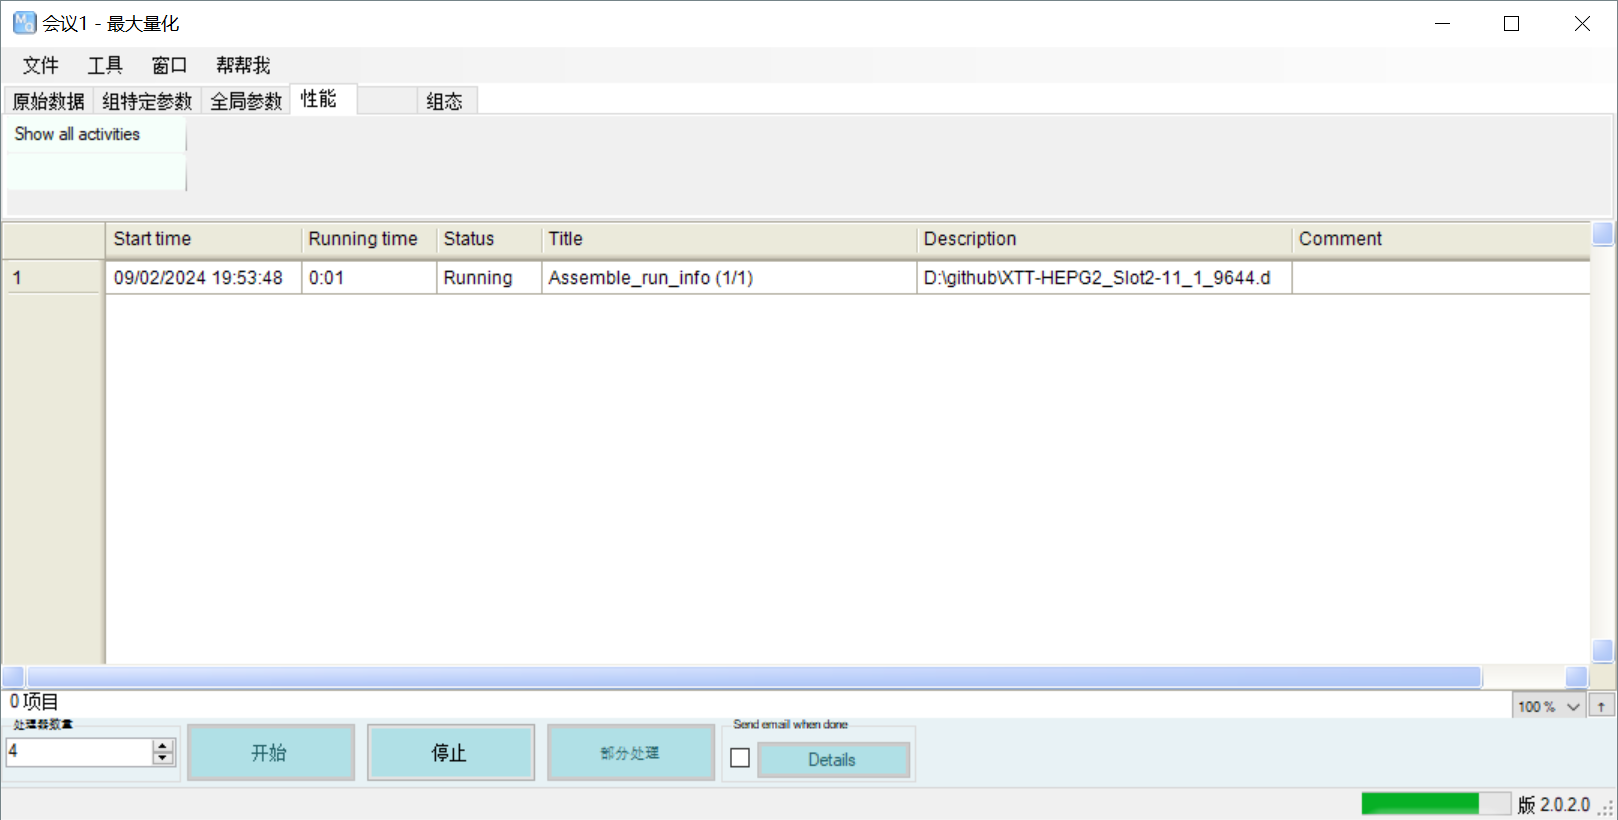 会议1 - 最大量化
文件 工具 窗口 帮帮我
原始数据 组特定参数 全局参数 性能 组态
Show all activities
Start time Running time Status Title Description Comment
1 09/02/2024 19:53:48 0:01 Running Assemble_run_info (1/1) D:\github\XTT-HEPG2_Slot2-11_1_9644.d
0 项目
100 %
处理器数量
4
开始 停止 部分处理
Send email when done
Details
版 2.0.2.0